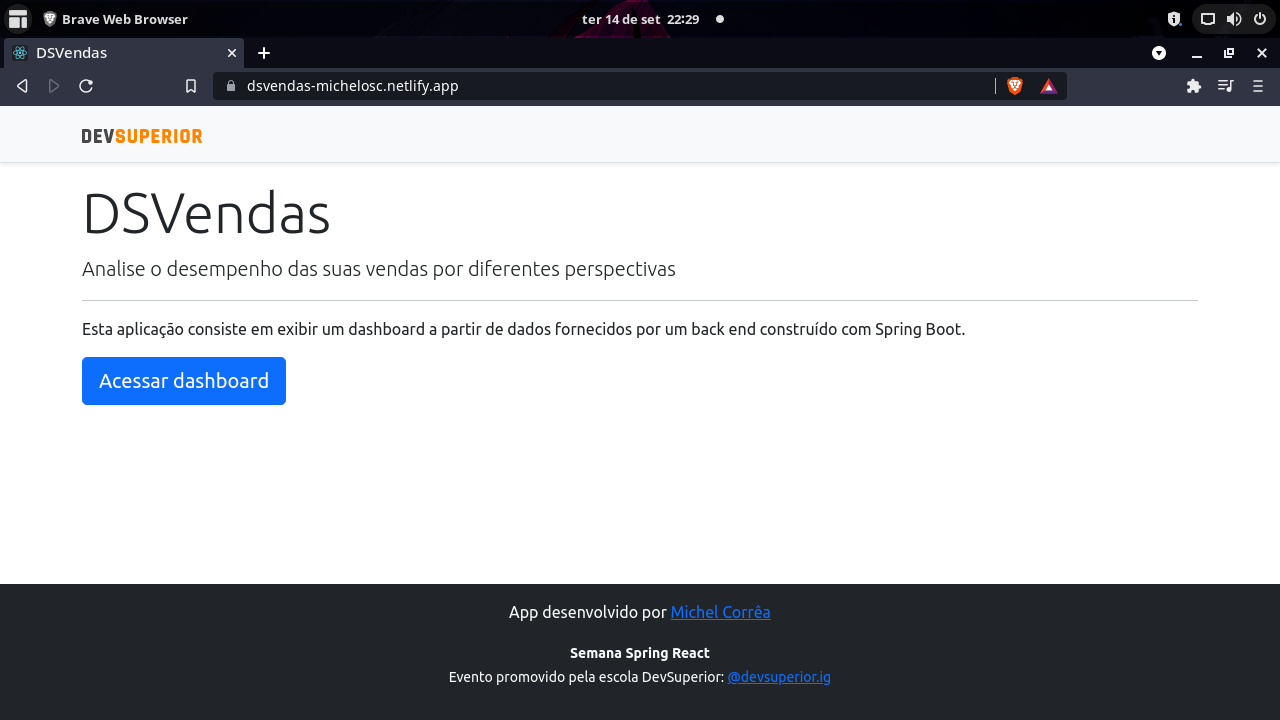 Brave Web Browser
ter 14 de set 22:29
DSVendas
dsvendas-michelosc.netlify.app
DEVSUPERIOR
DSVendas
Analise o desempenho das suas vendas por diferentes perspectivas
Esta aplicação consiste em exibir um dashboard a partir de dados fornecidos por um back end construído com Spring Boot.
Acessar dashboard
App desenvolvido por Michel Corrêa
Semana Spring React
Evento promovido pela escola DevSuperior: @devsuperior.ig